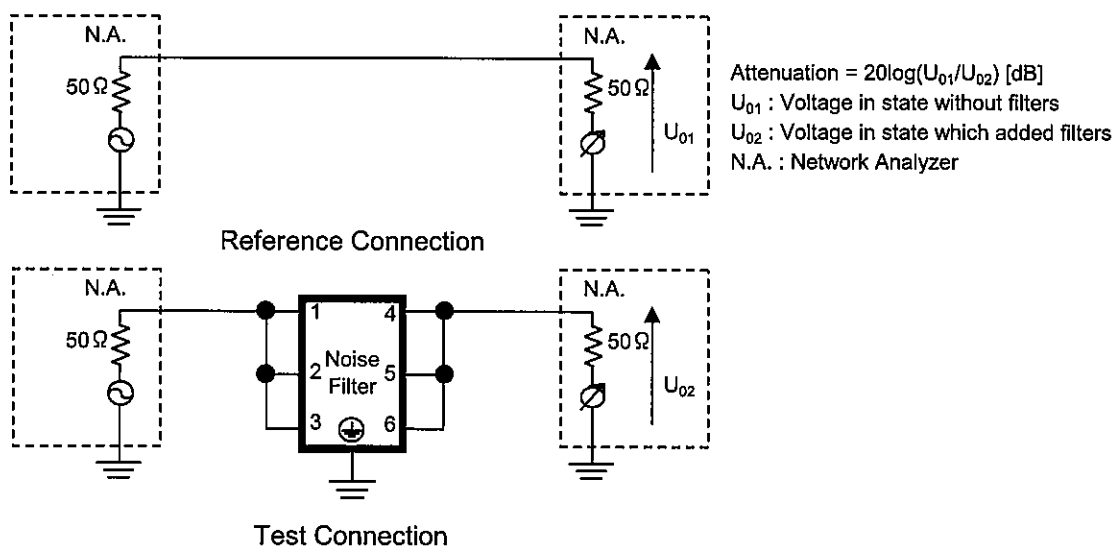 N.A.
50Ω
N.A.
50Ω
U01
Attenuation = 20log(U01/U02) [dB]
U01 : Voltage in state without filters
U02 : Voltage in state which added filters
N.A. : Network Analyzer
Reference Connection
N.A.
50Ω
1
2
3
Noise
Filter
4
5
6
N.A.
50Ω
U02
Test Connection